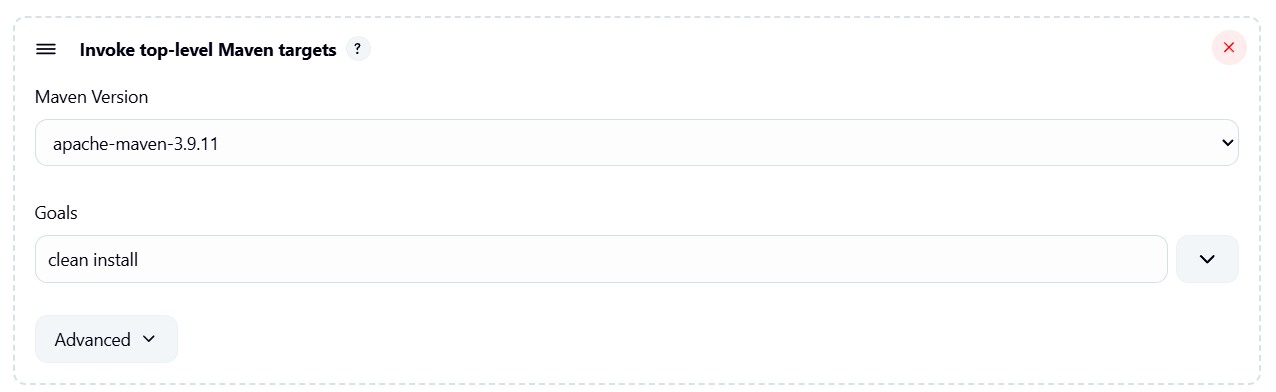 Invoke top-level Maven targets ?
Maven Version
apache-maven-3.9.11
Goals
clean install
Advanced